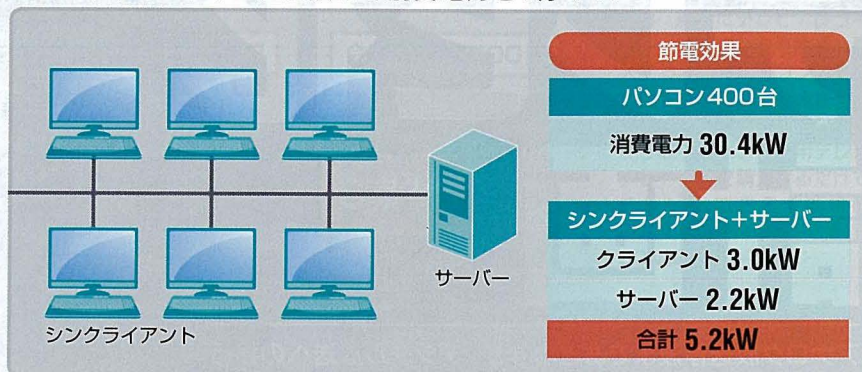 節電効果
パソコン400台
消費電力 30.4kW
シンクライアント+サーバー
クライアント 3.0kW
サーバー 2.2kW
合計 5.2kW
サーバー
シンクライアント